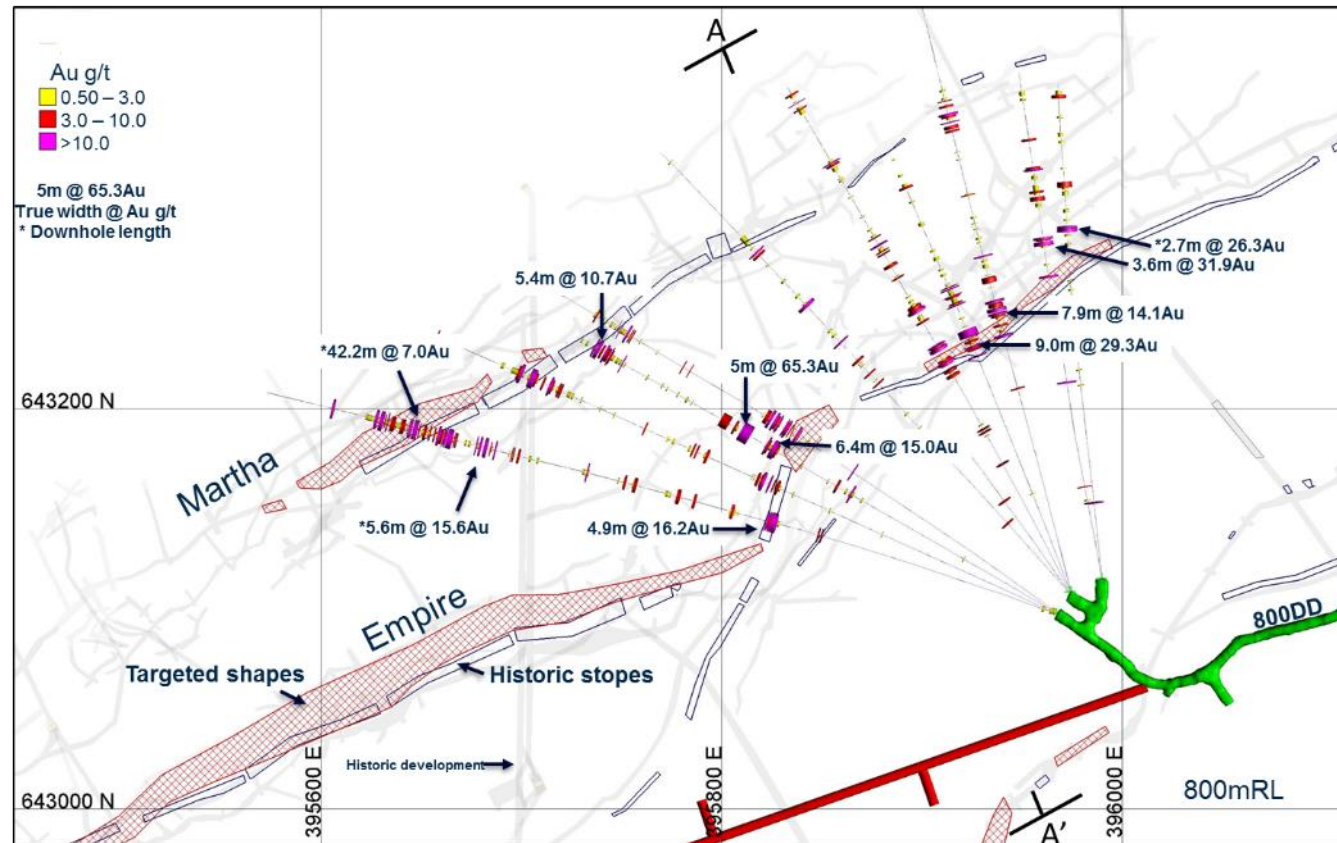 A
Au g/t
0.50 – 3.0
3.0 – 10.0
>10.0
5m @ 65.3Au
True width @ Au g/t
* Downhole length
*2.7m @ 26.3Au
3.6m @ 31.9Au
5.4m @ 10.7Au
7.9m @ 14.1Au
*42.2m @ 7.0Au
9.0m @ 29.3Au
5m @ 65.3Au
643200 N
6.4m @ 15.0Au
Martha
*5.6m @ 15.6Au
4.9m @ 16.2Au
Empire
800DD
Targeted shapes
Historic stopes
Historic development
395600 E
395800 E
396000 E
643000 N
800mRL
A'